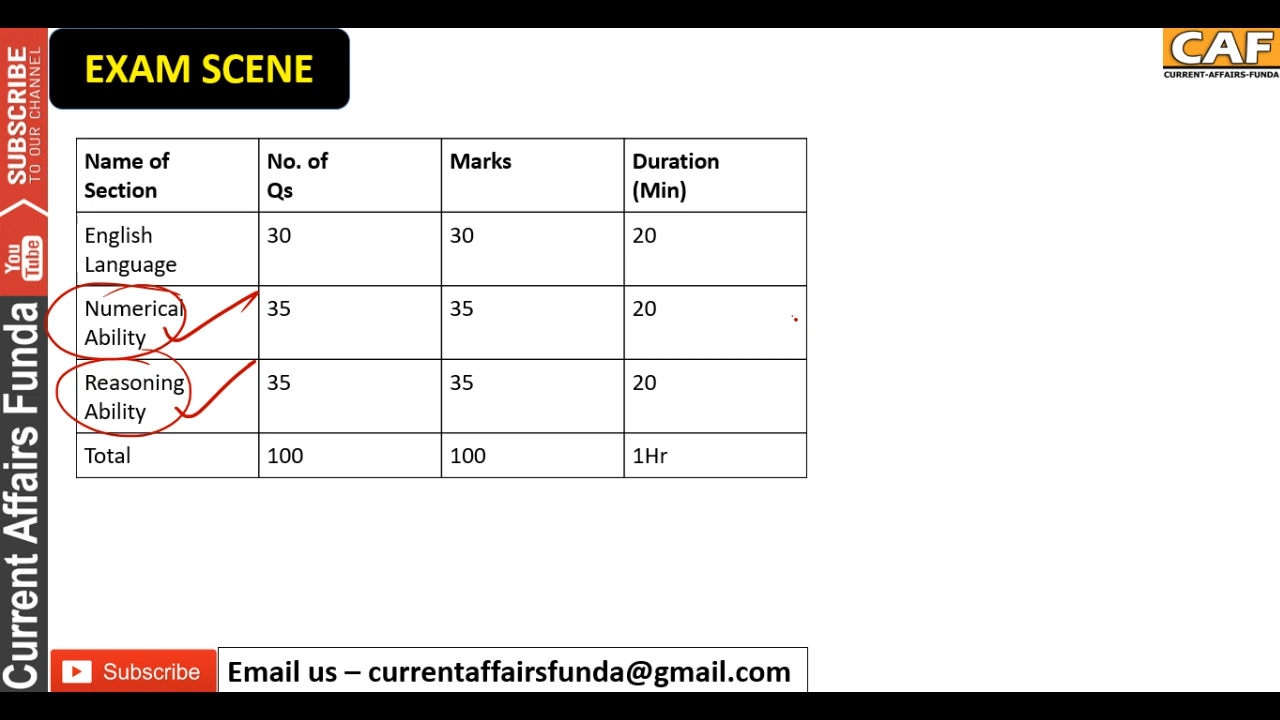 SUBSCRIBE
TO OUR CHANNEL
You
Tube
Current Affairs Funda
EXAM SCENE
CAF
CURRENT-AFFAIRS-FUNDA
Name of
Section
No. of
Qs
Marks
Duration
(Min)
English
Language
30
30
20
Numerical
Ability
35
35
20
Reasoning
Ability
35
35
20
Total
100
100
1Hr
Subscribe
Email us – currentaffairsfunda@gmail.com